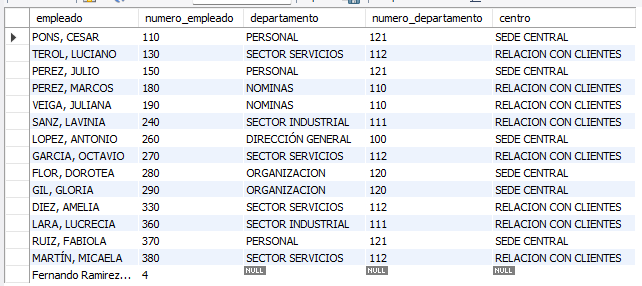 empleado numero_empleado departamento numero_departamento centro
PONS, CESAR 110 PERSONAL 121 SEDE CENTRAL
TEROL, LUCIANO 130 SECTOR SERVICIOS 112 RELACION CON CLIENTES
PEREZ, JULIO 150 PERSONAL 121 SEDE CENTRAL
PEREZ, MARCOS 180 NOMINAS 110 RELACION CON CLIENTES
VEIGA, JULIANA 190 NOMINAS 110 RELACION CON CLIENTES
SANZ, LAVINIA 240 SECTOR INDUSTRIAL 111 RELACION CON CLIENTES
LOPEZ, ANTONIO 260 DIRECCIÓN GENERAL 100 SEDE CENTRAL
GARCIA, OCTAVIO 270 SECTOR SERVICIOS 112 RELACION CON CLIENTES
FLOR, DOROTEA 280 ORGANIZACION 120 SEDE CENTRAL
GIL, GLORIA 290 ORGANIZACION 120 SEDE CENTRAL
DIEZ, AMELIA 330 SECTOR SERVICIOS 112 RELACION CON CLIENTES
LARA, LUCRECIA 360 SECTOR INDUSTRIAL 111 RELACION CON CLIENTES
RUIZ, FABIOLA 370 PERSONAL 121 SEDE CENTRAL
MARTÍN, MICAELA 380 SECTOR SERVICIOS 112 RELACION CON CLIENTES
Fernando Ramirez... 4 NULL NULL NULL